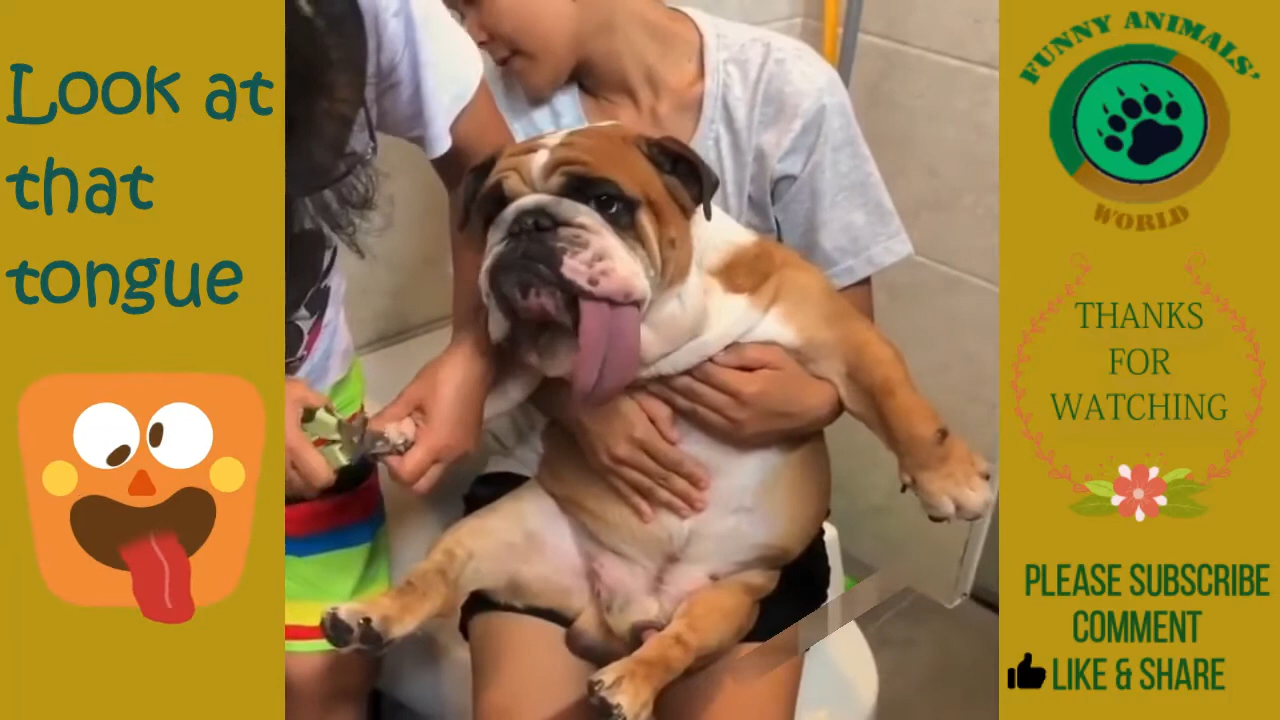 Look at
that
tongue
FUNNY ANIMALS'
WORLD
THANKS
FOR
WATCHING
PLEASE SUBSCRIBE
COMMENT
LIKE & SHARE